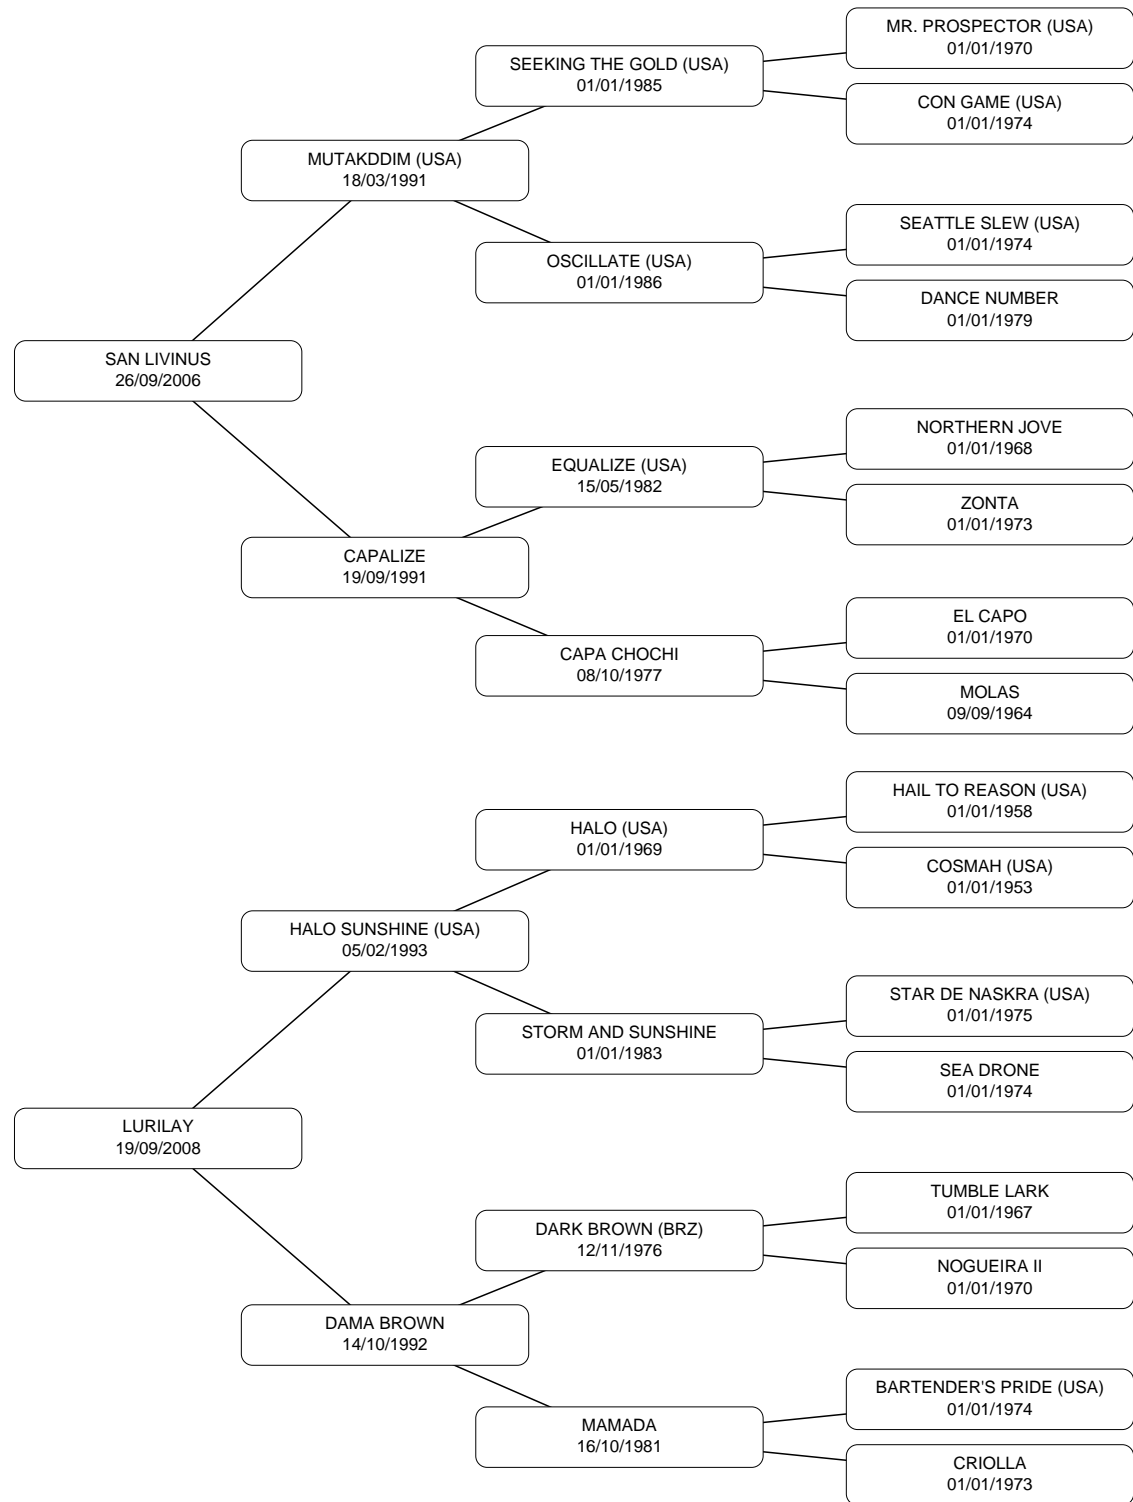 MR. PROSPECTOR (USA)
01/01/1970
SEEKING THE GOLD (USA)
01/01/1985
CON GAME (USA)
01/01/1974
MUTAKDDIM (USA)
18/03/1991
SEATTLE SLEW (USA)
01/01/1974
OSCILLATE (USA)
01/01/1986
DANCE NUMBER
01/01/1979
SAN LIVINUS
26/09/2006
NORTHERN JOVE
01/01/1968
EQUALIZE (USA)
15/05/1982
ZONTA
01/01/1973
CAPALIZE
19/09/1991
EL CAPO
01/01/1970
CAPA CHOCHI
08/10/1977
MOLAS
09/09/1964
HAIL TO REASON (USA)
01/01/1958
HALO (USA)
01/01/1969
COSMAH (USA)
01/01/1953
HALO SUNSHINE (USA)
05/02/1993
STAR DE NASKRA (USA)
01/01/1975
STORM AND SUNSHINE
01/01/1983
SEA DRONE
01/01/1974
LURILAY
19/09/2008
TUMBLE LARK
01/01/1967
DARK BROWN (BRZ)
12/11/1976
NOGUEIRA II
01/01/1970
DAMA BROWN
14/10/1992
BARTENDER'S PRIDE (USA)
01/01/1974
MAMADA
16/10/1981
CRIOLLA
01/01/1973